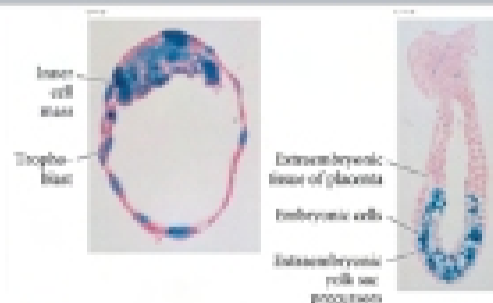 Inner
cell
mass
Tropho-
blast
Extraembryonic
tissue of placenta
Embryonic cells
Extraembryonic
yolk sac
precursors